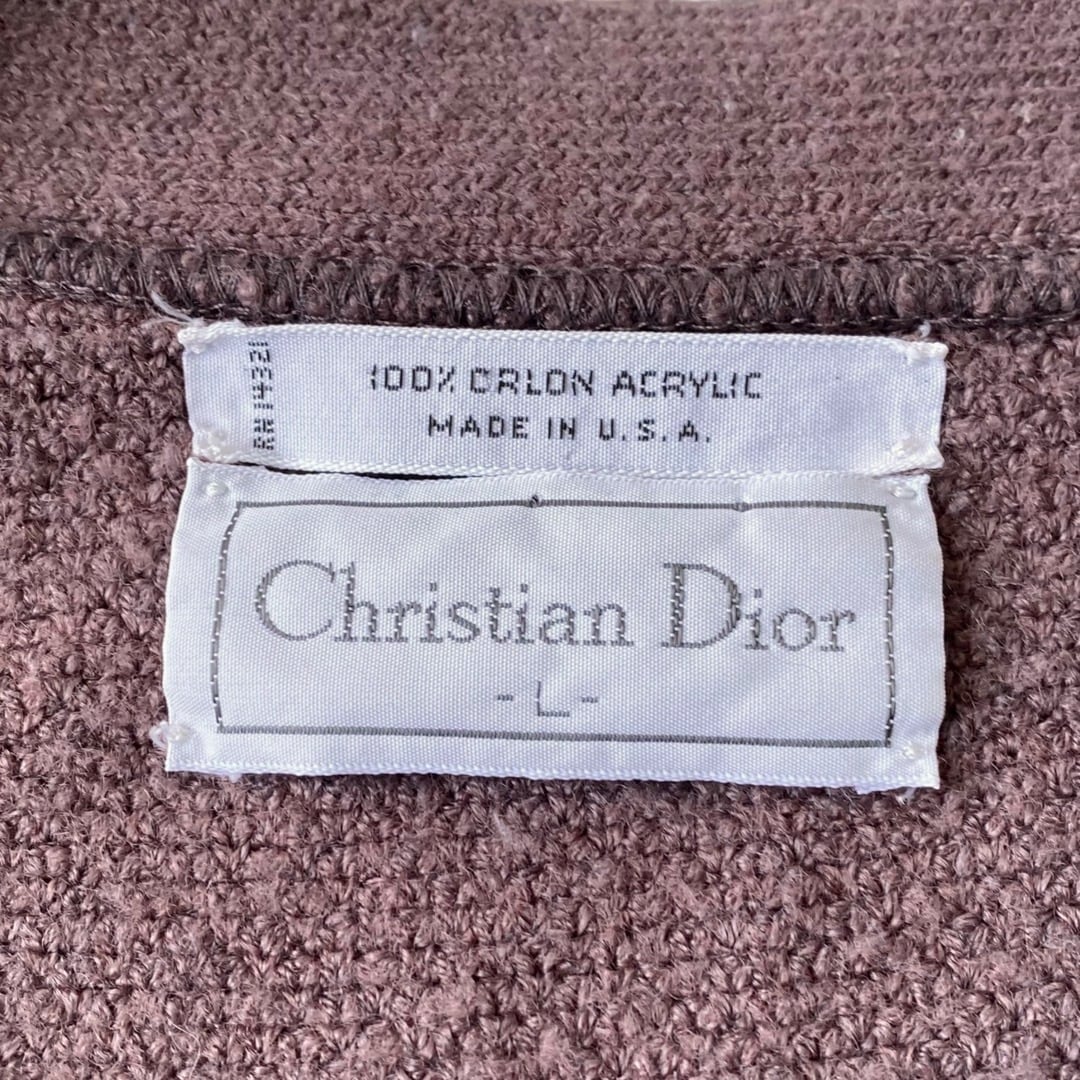 100% ORLON ACRYLIC
MADE IN U.S.A.
RN 14321
Christian Dior
-L-